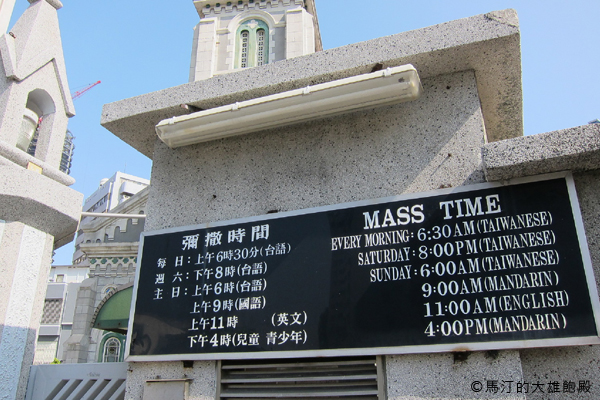 彌撒時間
每日:上午6時30分(台語)
週六:下午8時(台語)
主日:上午6時(台語)
上午9時(國語)
上午11時 (英文)
下午4時(兒童 青少年)
MASS TIME
EVERY MORNING: 6:30 AM (TAIWANESE)
SATURDAY: 8:00 PM (TAIWANESE)
SUNDAY: 6:00 AM (TAIWANESE)
9:00 AM (MANDARIN)
11:00 AM (ENGLISH)
4:00 PM (MANDARIN)
©馬汀的大雄鮑殿